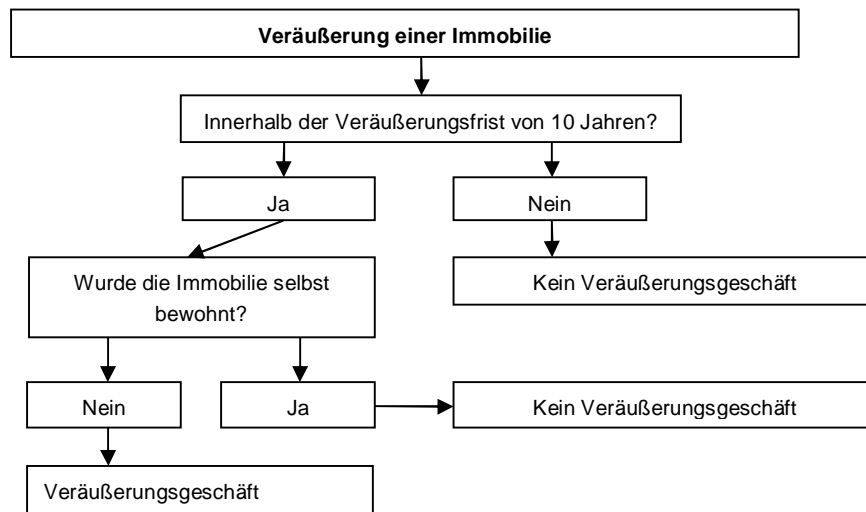 Veräußerung einer Immobilie
Innerhalb der Veräußerungsfrist von 10 Jahren?
Ja
Nein
Wurde die Immobilie selbst
bewohnt?
Kein Veräußerungsgeschäft
Nein
Ja
Kein Veräußerungsgeschäft
Veräußerungsgeschäft